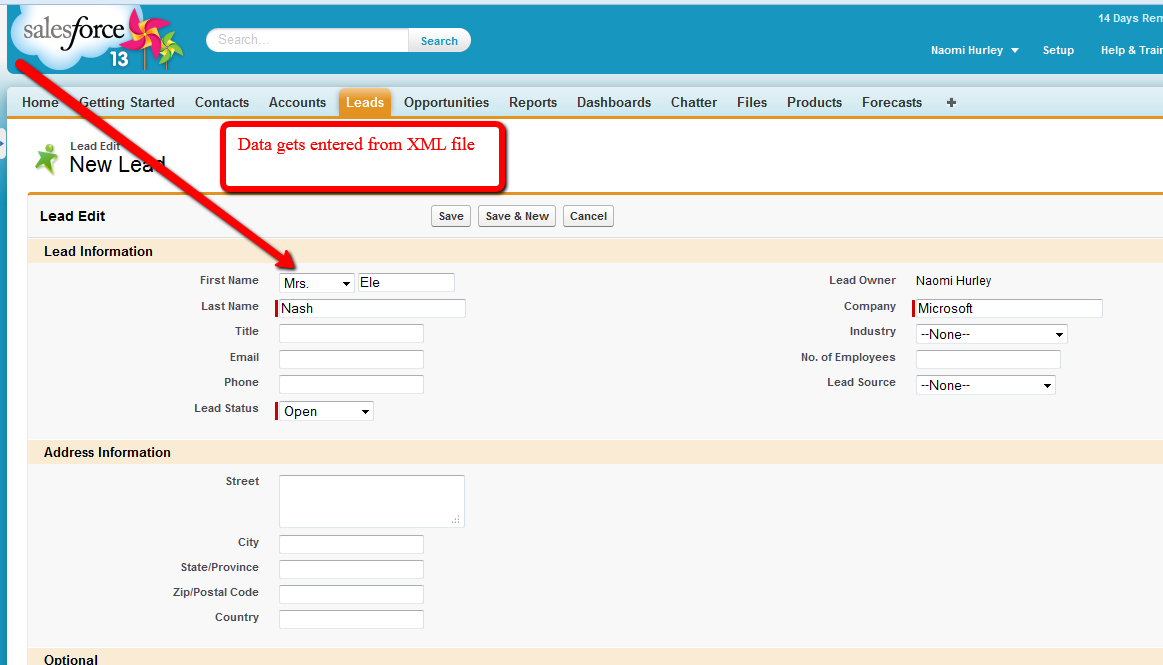 salesforce
13
Search...
Search
14 Days Rem
Naomi Hurley
Setup
Help & Train
Home
Getting Started
Contacts
Accounts
Leads
Opportunities
Reports
Dashboards
Chatter
Files
Products
Forecasts
+
Data gets entered from XML file
Lead Edit
New Lead
Lead Edit
Save
Save & New
Cancel
Lead Information
First Name
Mrs.
Ele
Lead Owner
Naomi Hurley
Last Name
Nash
Company
Microsoft
Title
Industry
--None--
Email
No. of Employees
Phone
Lead Source
--None--
Lead Status
Open
Address Information
Street
City
State/Province
Zip/Postal Code
Country
Optional